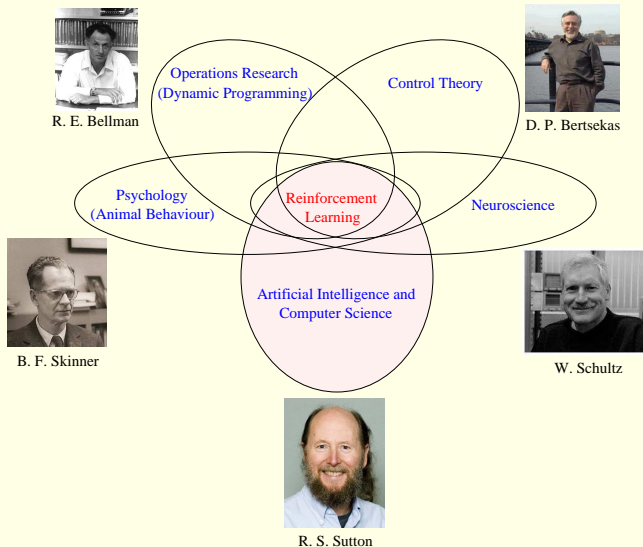 Operations Research
(Dynamic Programming)
Control Theory
R. E. Bellman
D. P. Bertsekas
Psychology
(Animal Behaviour)
Reinforcement
Learning
Neuroscience
Artificial Intelligence and
Computer Science
B. F. Skinner
W. Schultz
R. S. Sutton